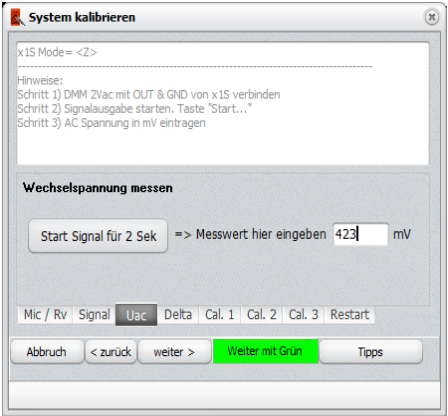 System kalibrieren
x1S Mode= <Z>
--------------------------------------------------------------------------------
Hinweise:
Schritt 1) DMM 2Vac mit OUT & GND von x1S verbinden
Schritt 2) Signalausgabe starten. Taste "Start..."
Schritt 3) AC Spannung in mV eintragen
Wechselspannung messen
Start Signal für 2 Sek => Messwert hier eingeben 423 mV
Mic / Rv Signal Uac Delta Cal. 1 Cal. 2 Cal. 3 Restart
Abbruch < zurück weiter > Weiter mit Grün Tipps